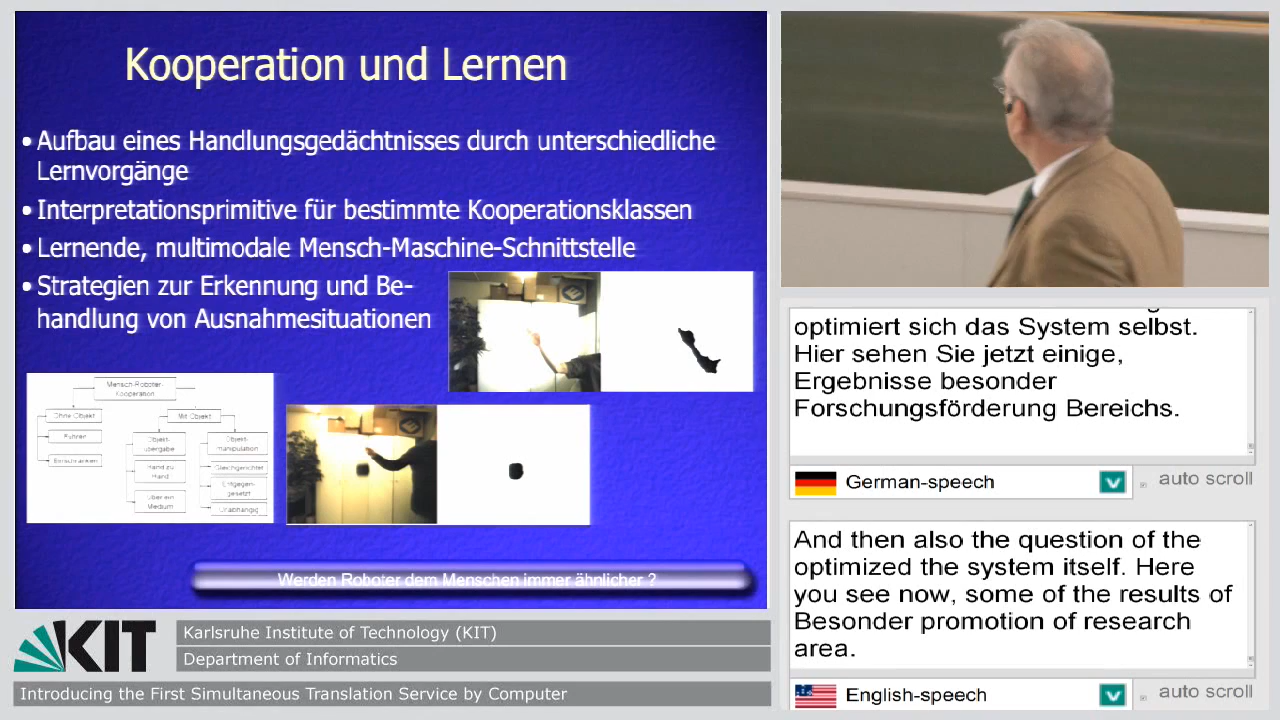 Kooperation und Lernen
• Aufbau eines Handlungsgedächtnisses durch unterschiedliche
Lernvorgänge
• Interpretationsprimitive für bestimmte Kooperationsklassen
• Lernende, multimodale Mensch-Maschine-Schnittstelle
• Strategien zur Erkennung und Be-
handlung von Ausnahmesituationen
Mensch-Roboter-
Kooperation
Ohne Objekt
Mit Objekt
Führen
Einschränken
Objekt-
übergabe
Hand zu
Hand
Über ein
Medium
Objekt-
manipulation
Gleichgerichtet
Entgegen-
gesetzt
Unabhängig
Werden Roboter dem Menschen immer ähnlicher ?
optimiert sich das System selbst.
Hier sehen Sie jetzt einige,
Ergebnisse besonder
Forschungsförderung Bereichs.
German-speech
auto scroll
And then also the question of the
optimized the system itself. Here
you see now, some of the results of
Besonder promotion of research
area.
English-speech
auto scroll
KIT
Karlsruhe Institute of Technology (KIT)
Department of Informatics
Introducing the First Simultaneous Translation Service by Computer